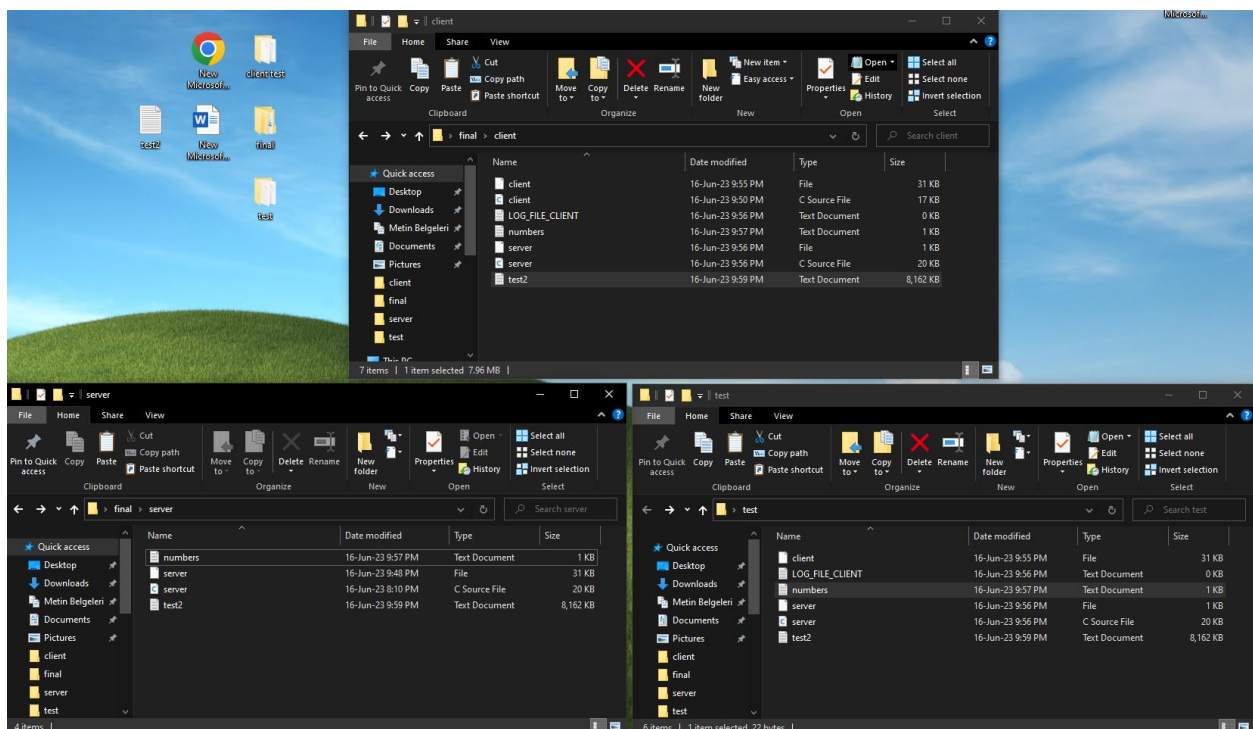 Microsoft...
New
Microsof...
client test
test2
New
Microsof...
final
test
client
File Home Share View
Pin to Quick access
Copy
Paste
Cut
Copy path
Paste shortcut
Move to
Copy to
Delete
Rename
New folder
New item
Easy access
Properties
Open
Edit
History
Select all
Select none
Invert selection
Clipboard Organize New Open Select
final > client
Search client
Quick access
Desktop
Downloads
Metin Belgeleri
Documents
Pictures
client
final
server
test
This PC
Name Date modified Type Size
client 16-Jun-23 9:55 PM File 31 KB
client 16-Jun-23 9:50 PM C Source File 17 KB
LOG_FILE_CLIENT 16-Jun-23 9:56 PM Text Document 0 KB
numbers 16-Jun-23 9:57 PM Text Document 1 KB
server 16-Jun-23 9:56 PM File 1 KB
server 16-Jun-23 9:56 PM C Source File 20 KB
test2 16-Jun-23 9:59 PM Text Document 8,162 KB
7 items | 1 item selected 7.96 MB |
server
File Home Share View
Pin to Quick access
Copy
Paste
Cut
Copy path
Paste shortcut
Move to
Copy to
Delete
Rename
New folder
Properties
Open
Edit
History
Select all
Select none
Invert selection
Clipboard Organize New Open Select
final > server
Search server
Quick access
Desktop
Downloads
Metin Belgeleri
Documents
Pictures
client
final
server
test
Name Date modified Type Size
numbers 16-Jun-23 9:57 PM Text Document 1 KB
server 16-Jun-23 9:48 PM File 31 KB
server 16-Jun-23 8:10 PM C Source File 20 KB
test2 16-Jun-23 9:59 PM Text Document 8,162 KB
4 items |
test
File Home Share View
Pin to Quick access
Copy
Paste
Cut
Copy path
Paste shortcut
Move to
Copy to
Delete
Rename
New folder
Properties
Open
Edit
History
Select all
Select none
Invert selection
Clipboard Organize New Open Select
test
Search test
Quick access
Desktop
Downloads
Metin Belgeleri
Documents
Pictures
client
final
server
test
Name Date modified Type Size
client 16-Jun-23 9:55 PM File 31 KB
LOG_FILE_CLIENT 16-Jun-23 9:56 PM Text Document 0 KB
numbers 16-Jun-23 9:57 PM Text Document 1 KB
server 16-Jun-23 9:56 PM File 1 KB
server 16-Jun-23 9:56 PM C Source File 20 KB
test2 16-Jun-23 9:59 PM Text Document 8,162 KB
6 items | 1 item selected 22 bytes |